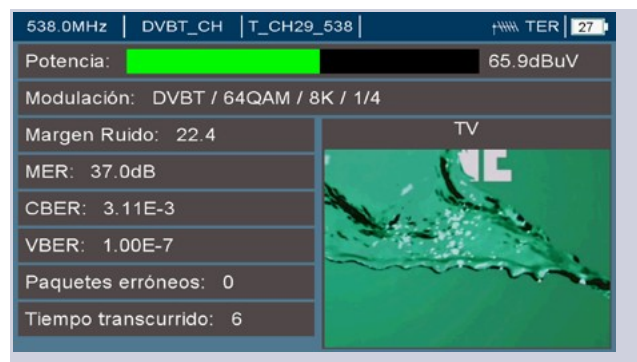 538.0MHz DVBT_CH T_CH29_538 TER 27
Potencia: 65.9dBuV
Modulación: DVBT / 64QAM / 8K / 1/4
Margen Ruido: 22.4
TV
MER: 37.0dB
CBER: 3.11E-3
VBER: 1.00E-7
Paquetes erróneos: 0
Tiempo transcurrido: 6